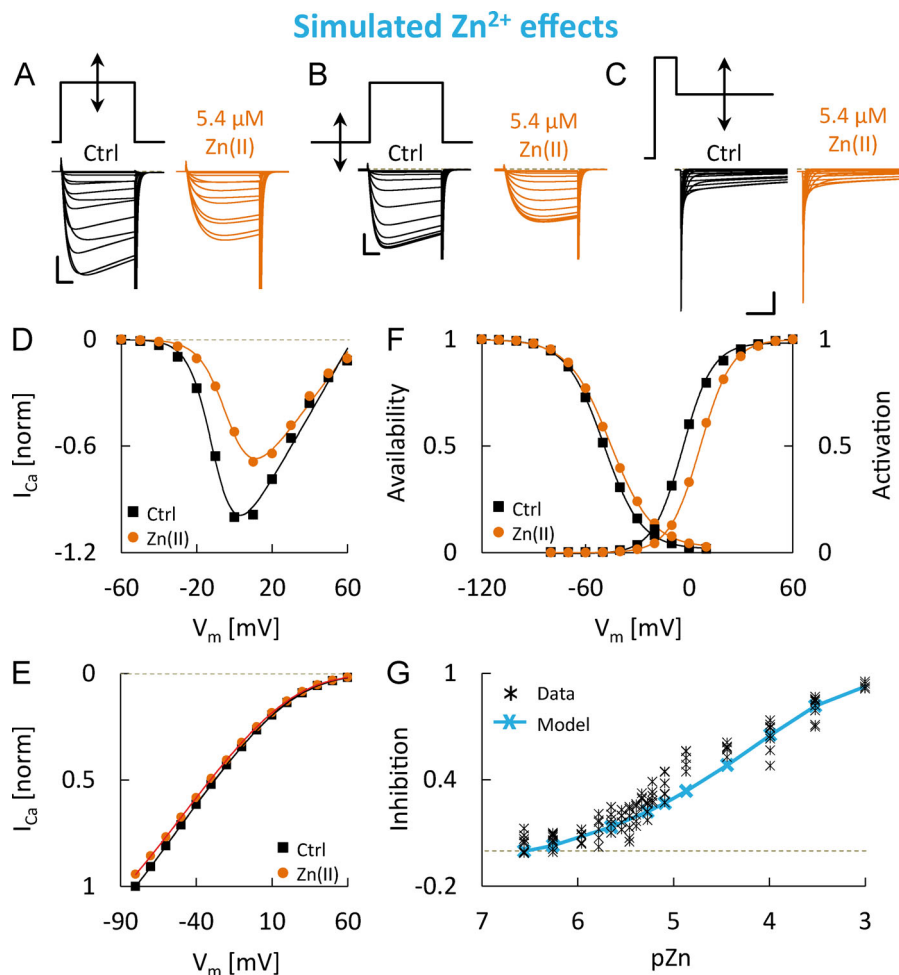 Simulated Zn²⁺ effects
A
B
C
5.4 µM
Zn(II)
Ctrl
5.4 µM
Zn(II)
Ctrl
5.4 µM
Zn(II)
Ctrl
D
0
-0.6
-1.2
I_Ca [norm]
Ctrl
Zn(II)
-60 -20 20 60
V_m [mV]
F
1
0.5
0
Availability
Ctrl
Zn(II)
1
0.5
0
Activation
-120 -60 0 60
V_m [mV]
E
0
0.5
1
I_Ca [norm]
Ctrl
Zn(II)
-90 -40 10 60
V_m [mV]
G
1
0.4
-0.2
Inhibition
Data
Model
7 6 5 4 3
pZn